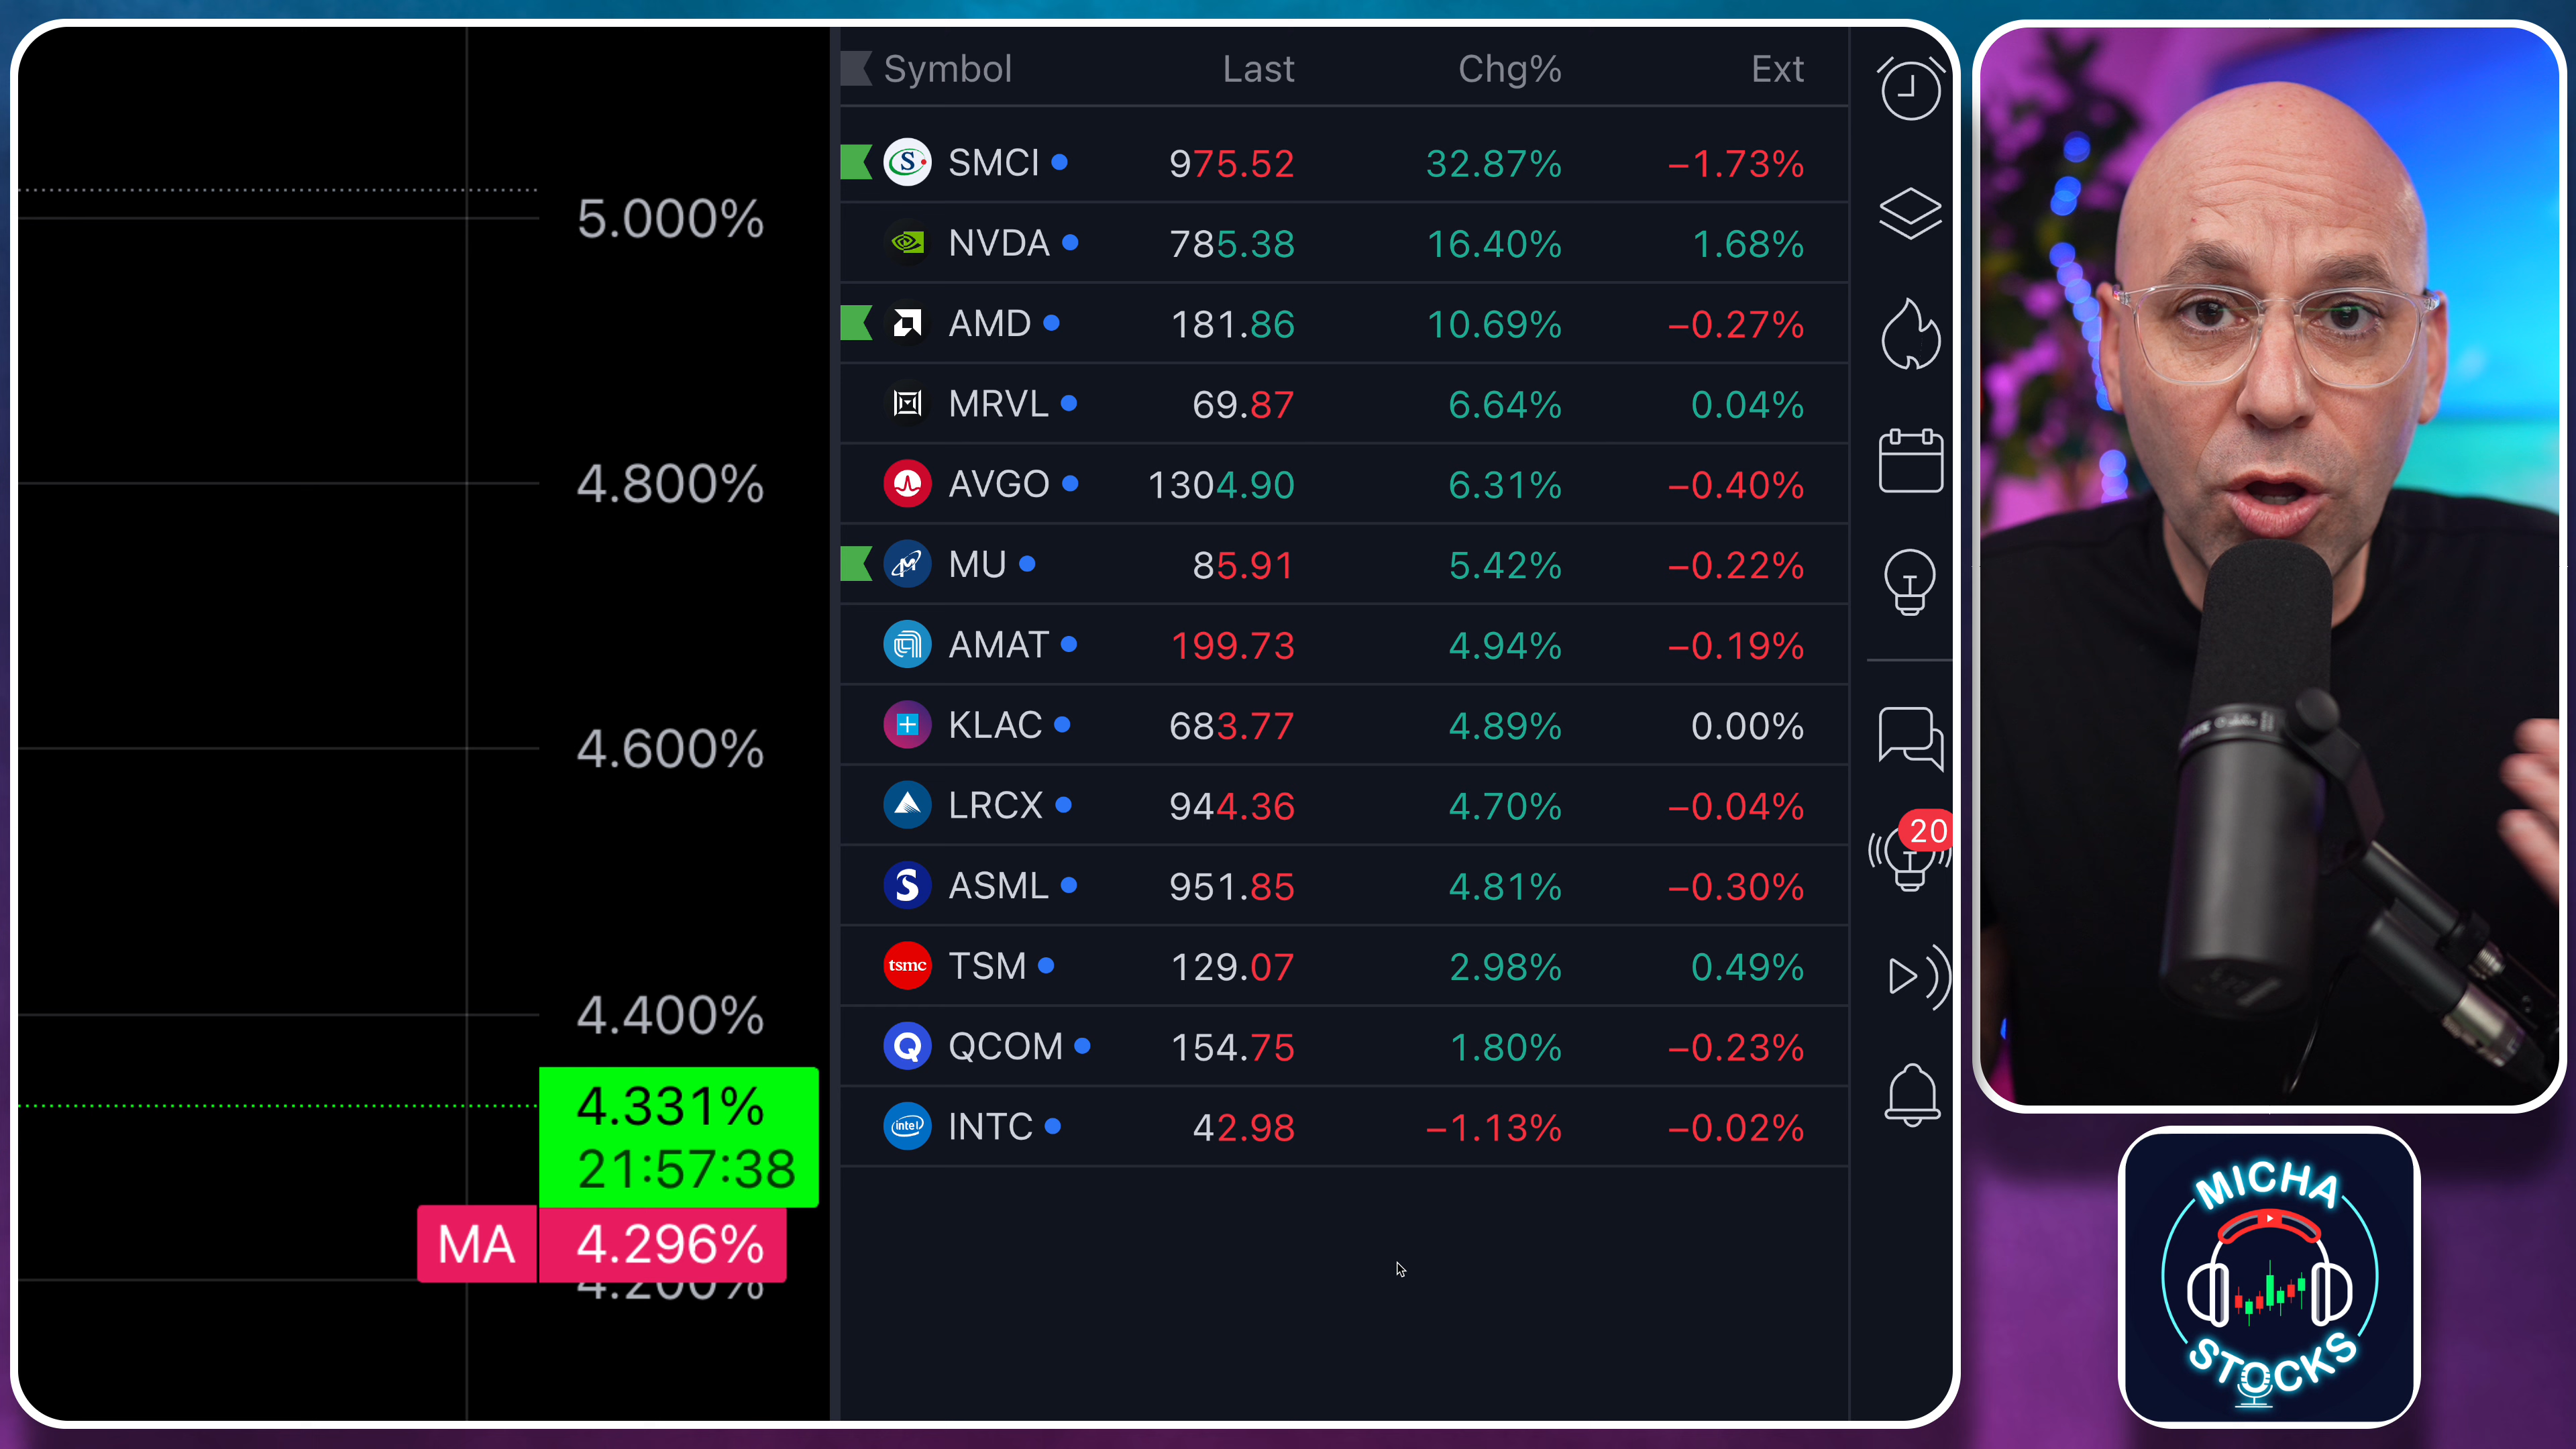 5.000%
4.800%
4.600%
4.400%
4.331%
21:57:38
MA 4.296%
4.200%
Symbol Last Chg% Ext
S SMCI 975.52 32.87% −1.73%
NVDA 785.38 16.40% 1.68%
AMD 181.86 10.69% −0.27%
MRVL 69.87 6.64% 0.04%
AVGO 1304.90 6.31% −0.40%
MU 85.91 5.42% −0.22%
AMAT 199.73 4.94% −0.19%
KLAC 683.77 4.89% 0.00%
LRCX 944.36 4.70% −0.04%
ASML 951.85 4.81% −0.30%
tsmc TSM 129.07 2.98% 0.49%
QCOM 154.75 1.80% −0.23%
intel INTC 42.98 −1.13% −0.02%
20
MICHA
STOCKS